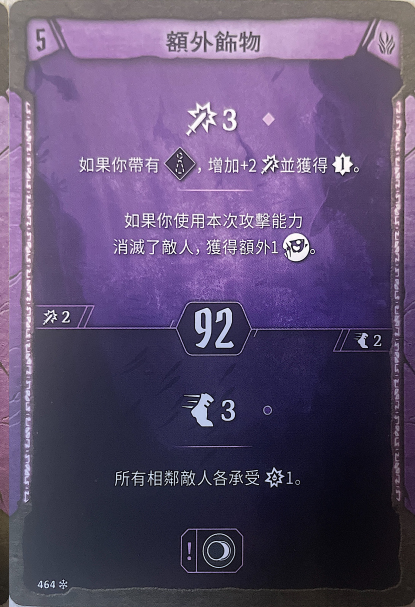 5
額外飾物
3
如果你帶有，增加+2並獲得1。
如果你使用本次攻擊能力
消滅了敵人，獲得額外1。
2
92
2
3
所有相鄰敵人各承受1。
!
464